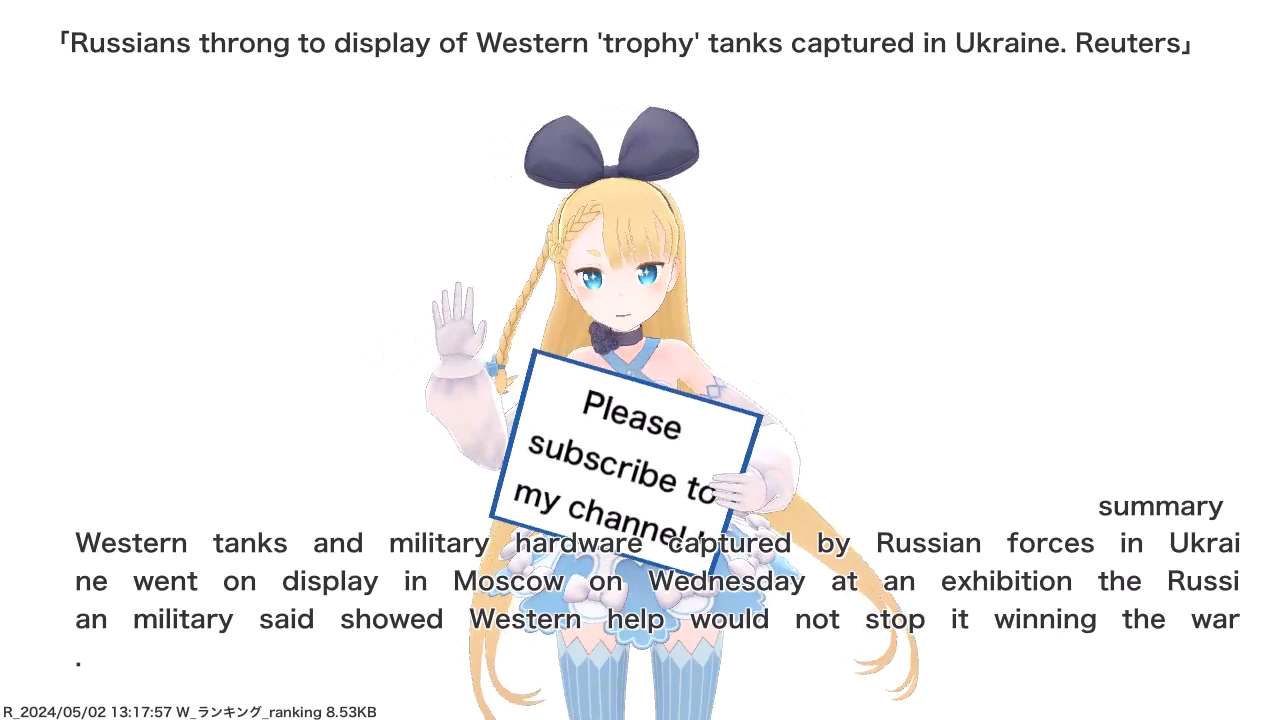 「Russians throng to display of Western 'trophy' tanks captured in Ukraine. Reuters」
Please
subscribe to
my channel!
summary
Western tanks and military hardware captured by Russian forces in Ukrai
ne went on display in Moscow on Wednesday at an exhibition the Russi
an military said showed Western help would not stop it winning the war
.
R_2024/05/02 13:17:57 W_ランキング_ranking 8.53KB